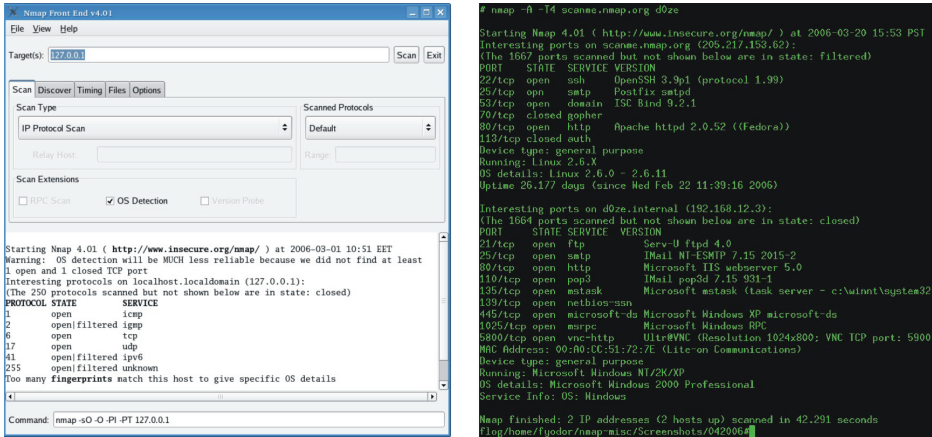 Nmap Front End v4.01
File View Help
Target(s): 127.0.0.1 Scan Exit
Scan Discover Timing Files Options
Scan Type Scanned Protocols
IP Protocol Scan Default
Relay Host: Range:
Scan Extensions
RPC Scan OS Detection Version Probe
Starting Nmap 4.01 ( http://www.insecure.org/nmap/ ) at 2006-03-01 10:51 EET
Warning:  OS detection will be MUCH less reliable because we did not find at least
1 open and 1 closed TCP port
Interesting protocols on localhost.localdomain (127.0.0.1):
(The 250 protocols scanned but not shown below are in state: closed)
PROTOCOL STATE SERVICE
1 open icmp
2 open|filtered igmp
6 open tcp
17 open udp
41 open|filtered ipv6
255 open|filtered unknown
Too many fingerprints match this host to give specific OS details
Command: nmap -sO -O -PI -PT 127.0.0.1
# nmap -A -T4 scanme.nmap.org d0ze
Starting Nmap 4.01 ( http://www.insecure.org/nmap/ ) at 2006-03-20 15:53 PST
Interesting ports on scanme.nmap.org (205.217.153.62):
(The 1667 ports scanned but not shown below are in state: filtered)
PORT STATE SERVICE VERSION
22/tcp open ssh OpenSSH 3.9p1 (protocol 1.99)
25/tcp opn smtp Postfix smtpd
53/tcp open domain ISC Bind 9.2.1
70/tcp closed gopher
80/tcp open http Apache httpd 2.0.52 ((Fedora))
113/tcp closed auth
Device type: general purpose
Running: Linux 2.6.X
OS details: Linux 2.6.0 - 2.6.11
Uptime 26.177 days (since Wed Feb 22 11:39:16 2006)
Interesting ports on d0ze.internal (192.168.12.3):
(The 1664 ports scanned but not shown below are in state: closed)
PORT STATE SERVICE VERSION
21/tcp open ftp Serv-U ftpd 4.0
25/tcp open smtp IMail NT-ESMTP 7.15 2015-2
80/tcp open http Microsoft IIS webserver 5.0
110/tcp open pop3 IMail pop3d 7.15 931-1
135/tcp open mstask Microsoft mstask (task server - c:\winnt\system32
139/tcp open netbios-ssn
445/tcp open microsoft-ds Microsoft Windows XP microsoft-ds
1025/tcp open msrpc Microsoft Windows RPC
5800/tcp open vnc-http Ultr@VNC (Resolution 1024x800; VNC TCP port: 5900
MAC Address: 00:A0:CC:51:72:7E (Lite-on Communications)
Device type: general purpose
Running: Microsoft Windows NT/2K/XP
OS details: Microsoft Windows 2000 Professional
Service Info: OS: Windows
Nmap finished: 2 IP addresses (2 hosts up) scanned in 42.291 seconds
flog/home/fyodor/nmap-misc/Screenshots/042006#